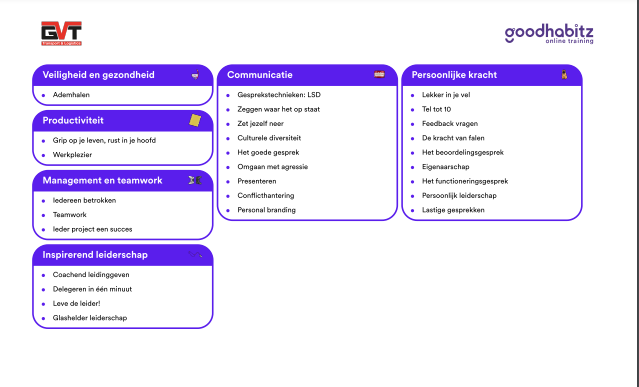 GVT
Transport & Logistics
goodhabitz
online training
Veiligheid en gezondheid
Ademhalen
Productiviteit
Grip op je leven, rust in je hoofd
Werkplezier
Management en teamwork
Iedereen betrokken
Teamwork
Ieder project een succes
Inspirerend leiderschap
Coachend leidinggeven
Delegeren in één minuut
Leve de leider!
Glashelder leiderschap
Communicatie
Gesprekstechnieken: LSD
Zeggen waar het op staat
Zet jezelf neer
Culturele diversiteit
Het goede gesprek
Omgaan met agressie
Presenteren
Conflicthantering
Personal branding
Persoonlijke kracht
Lekker in je vel
Tel tot 10
Feedback vragen
De kracht van falen
Het beoordelingsgesprek
Eigenaarschap
Het functioneringsgesprek
Persoonlijk leiderschap
Lastige gesprekken